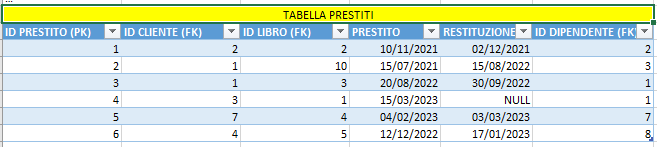 TABELLA PRESTITI
ID PRESTITO (PK) ID CLIENTE (FK) ID LIBRO (FK) PRESTITO RESTITUZIONE ID DIPENDENTE (FK)
1 2 2 10/11/2021 02/12/2021 2
2 1 10 15/07/2021 15/08/2022 3
3 1 3 20/08/2022 30/09/2022 1
4 3 1 15/03/2023 NULL 1
5 7 4 04/02/2023 03/03/2023 7
6 4 5 12/12/2022 17/01/2023 8